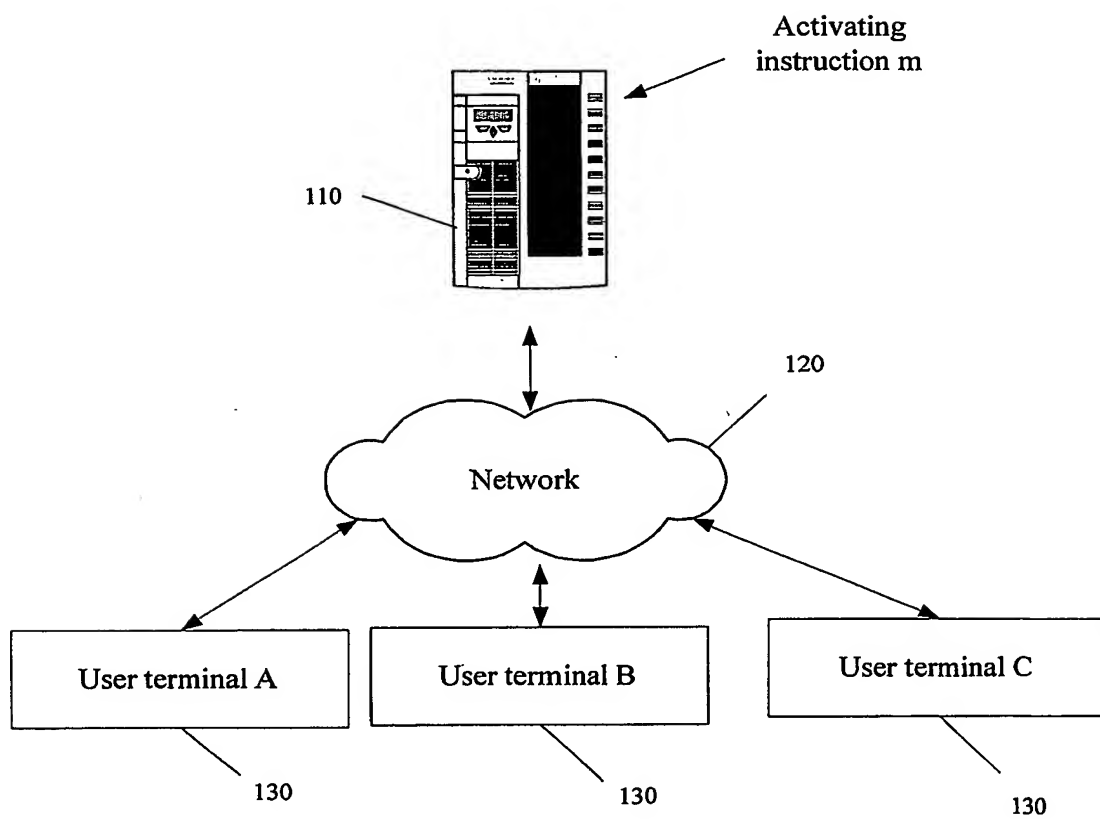 Activating
instruction m
110
120
Network
User terminal A
User terminal B
User terminal C
130
130
130